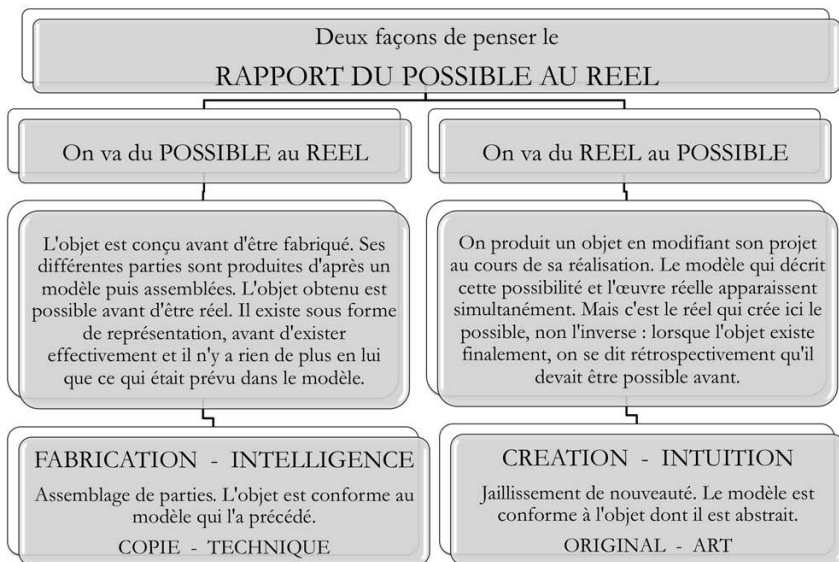 Deux façons de penser le
RAPPORT DU POSSIBLE AU REEL
On va du POSSIBLE au REEL
L'objet est conçu avant d'être fabriqué. Ses
différentes parties sont produites d'après un
modèle puis assemblées. L'objet obtenu est
possible avant d'être réel. Il existe sous forme
de représentation, avant d'exister
effectivement et il n'y a rien de plus en lui
que ce qui était prévu dans le modèle.
FABRICATION - INTELLIGENCE
Assemblage de parties. L'objet est conforme au
modèle qui l'a précédé.
COPIE - TECHNIQUE
On va du REEL au POSSIBLE
On produit un objet en modifiant son projet
au cours de sa réalisation. Le modèle qui décrit
cette possibilité et l'œuvre réelle apparaissent
simultanément. Mais c'est le réel qui crée ici le
possible, non l'inverse : lorsque l'objet existe
finalement, on se dit rétrospectivement qu'il
devait être possible avant.
CREATION - INTUITION
Jaillissement de nouveauté. Le modèle est
conforme à l'objet dont il est abstrait.
ORIGINAL - ART